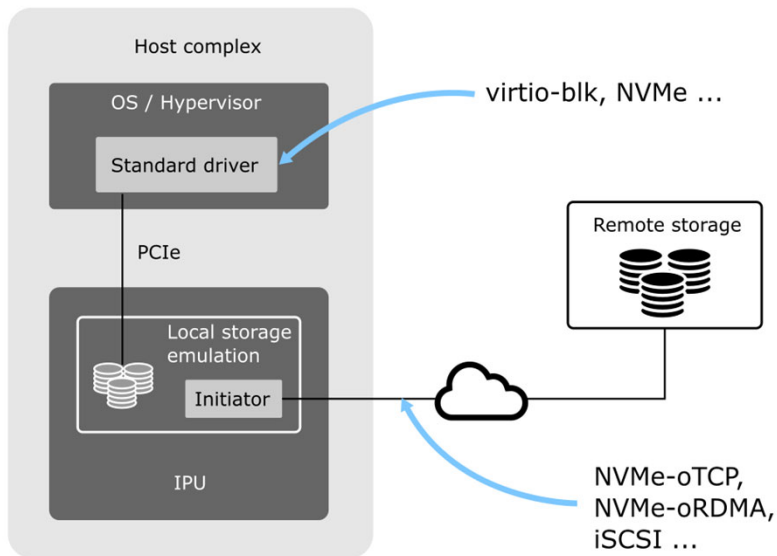 Host complex
OS / Hypervisor
Standard driver
virtio-blk, NVMe ...
PCIe
Remote storage
Local storage
emulation
Initiator
IPU
NVMe-oTCP,
NVMe-oRDMA,
iSCSI ...